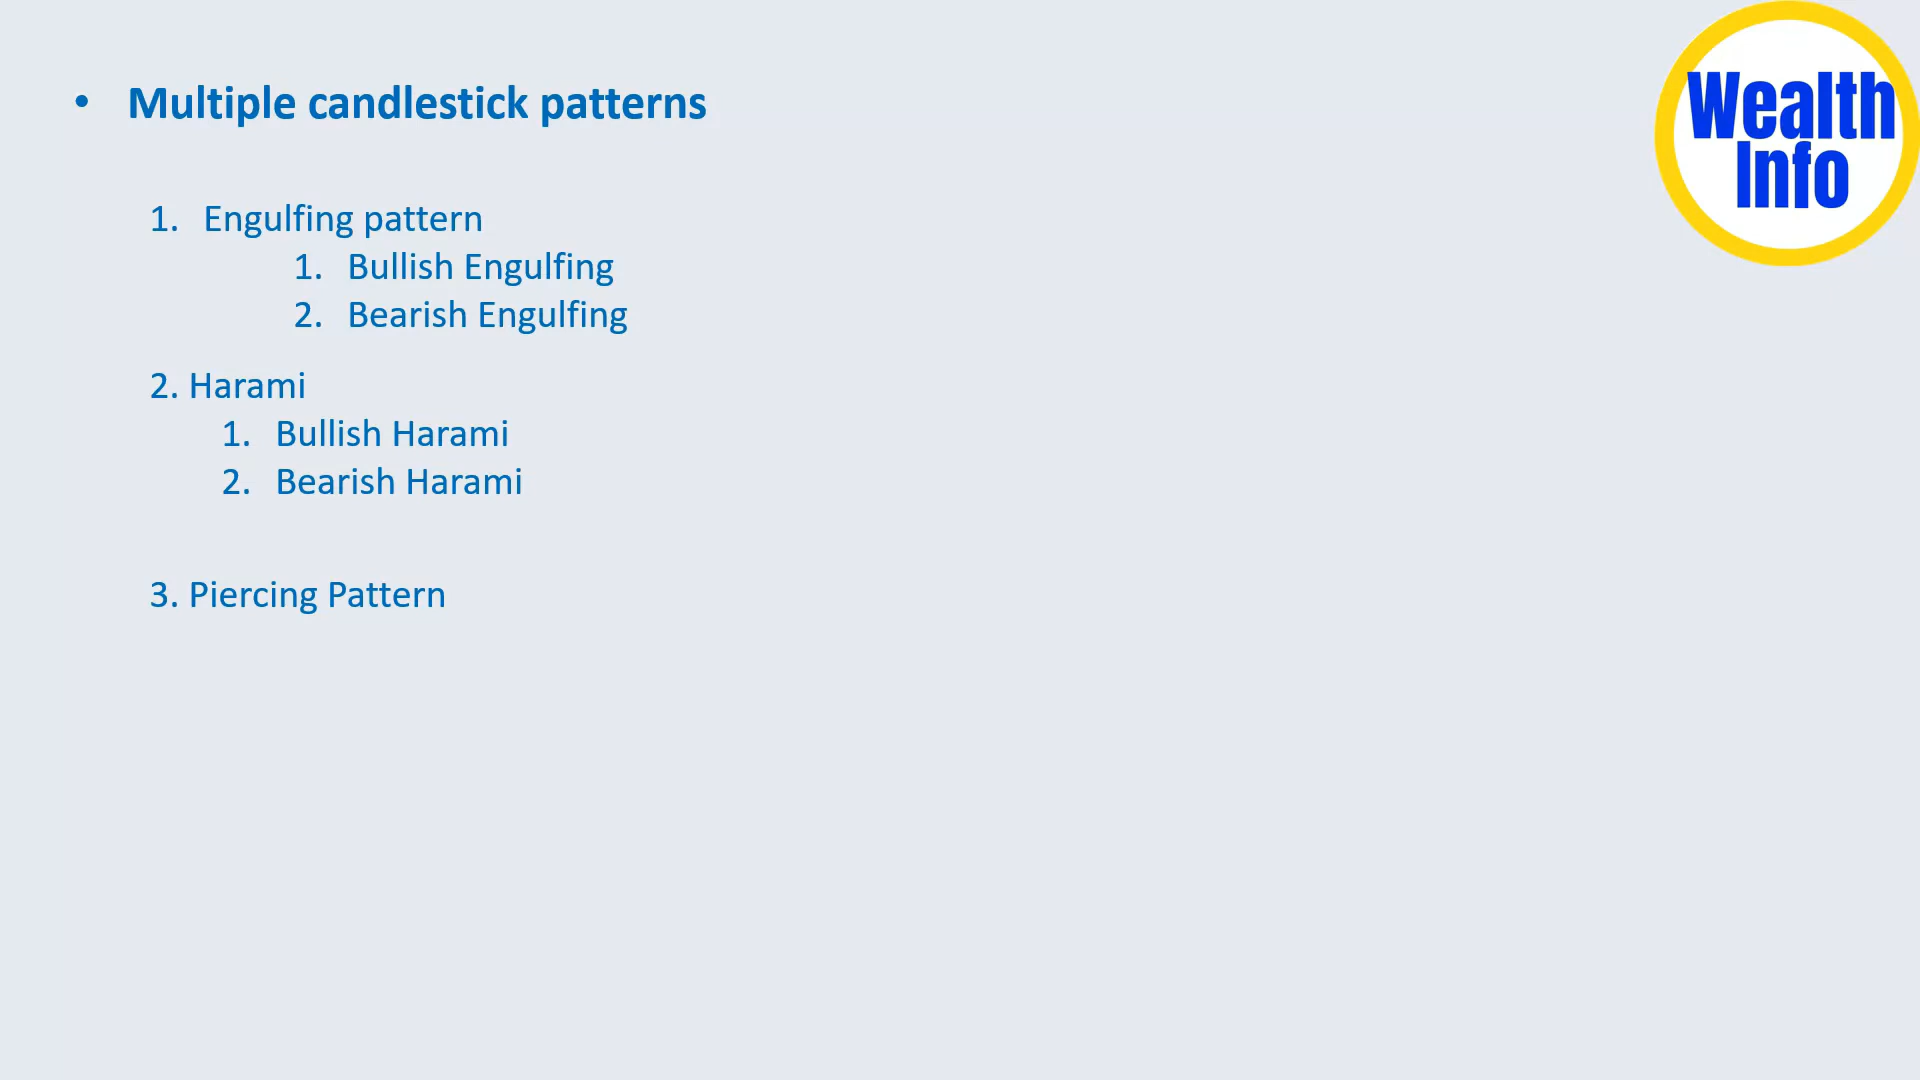 • Multiple candlestick patterns
Wealth
Info
1. Engulfing pattern
1. Bullish Engulfing
2. Bearish Engulfing
2. Harami
1. Bullish Harami
2. Bearish Harami
3. Piercing Pattern